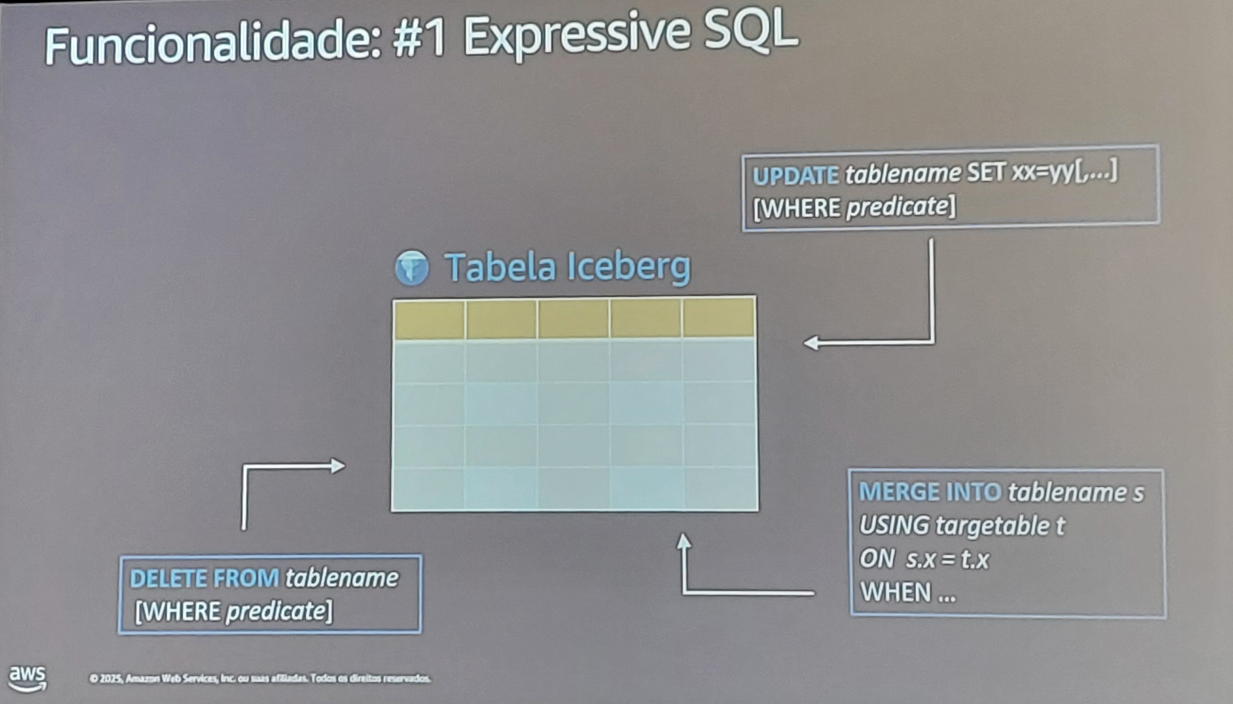 Funcionalidade: #1 Expressive SQL
UPDATE tablename SET xx=yy[,...]
[WHERE predicate]
Tabela Iceberg
MERGE INTO tablename s
USING targetable t
ON s.x = t.x
WHEN ...
DELETE FROM tablename
[WHERE predicate]
aws
© 2025, Amazon Web Services, Inc. ou suas afiliadas. Todos os direitos reservados.